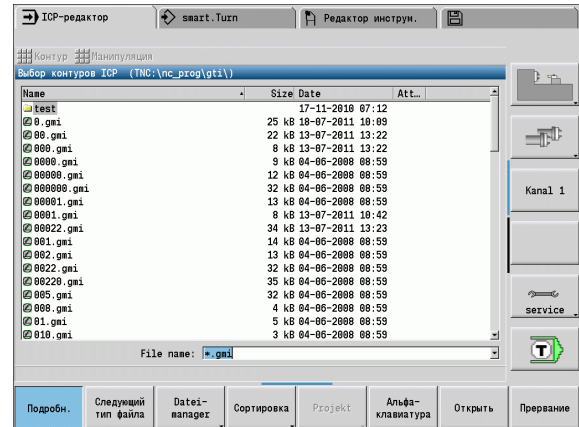 ICP-редактор smart.Turn Редактор инструм.
Контур Манипуляция
Выбор контуров ICP (TNC:\nc_prog\gti\)
Name Size Date Att…
test 17-11-2010 07:12
0.gmi 25 kB 18-07-2011 10:09
00.gmi 22 kB 13-07-2011 13:22
000.gmi 8 kB 13-07-2011 13:22
0000.gmi 9 kB 04-06-2008 08:59
00000.gmi 12 kB 04-06-2008 08:59
000000.gmi 32 kB 04-06-2008 08:59
00001.gmi 13 kB 04-06-2008 08:59
0001.gmi 8 kB 13-07-2011 10:42
00022.gmi 34 kB 13-07-2011 13:23
001.gmi 14 kB 04-06-2008 08:59
002.gmi 13 kB 04-06-2008 08:59
0022.gmi 32 kB 04-06-2008 08:59
00220.gmi 35 kB 04-06-2008 08:59
005.gmi 32 kB 04-06-2008 08:59
008.gmi 4 kB 04-06-2008 08:59
01.gmi 5 kB 04-06-2008 08:59
010.gmi 3 kB 04-06-2008 08:59
File name: *.gmi
Kanal 1
service
T
Подробн. Следующий тип файла Datei-manager Сортировка Projekt Альфа-клавиатура Открыть Прервание